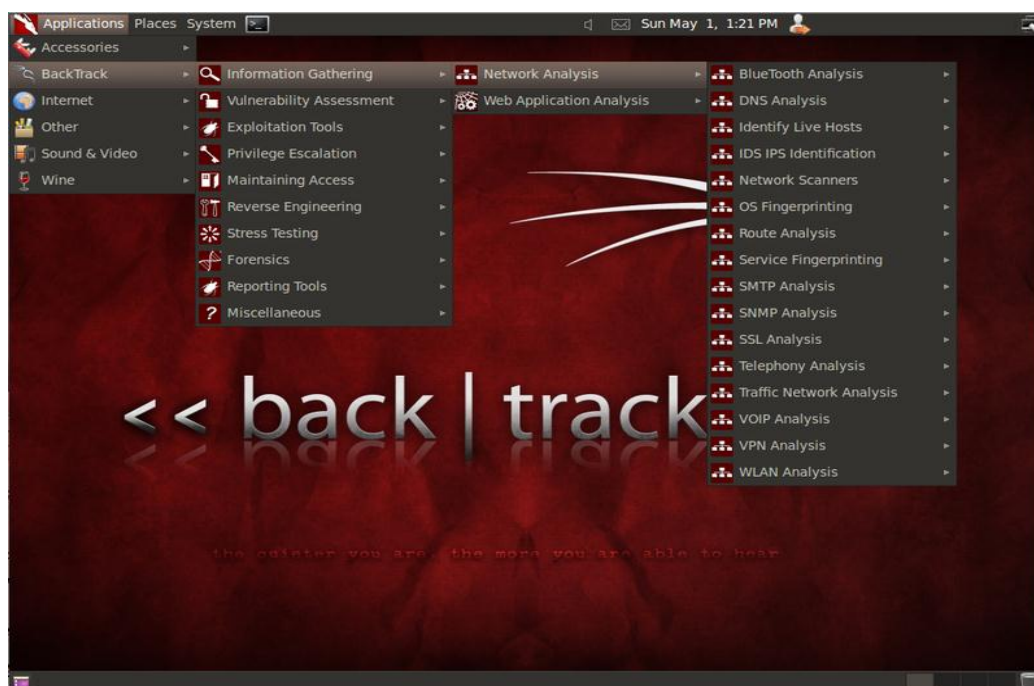 Applications Places System Sun May 1, 1:21 PM
Accessories
BackTrack
Internet
Other
Sound & Video
Wine
Information Gathering
Vulnerability Assessment
Exploitation Tools
Privilege Escalation
Maintaining Access
Reverse Engineering
Stress Testing
Forensics
Reporting Tools
Miscellaneous
Network Analysis
Web Application Analysis
BlueTooth Analysis
DNS Analysis
Identify Live Hosts
IDS IPS Identification
Network Scanners
OS Fingerprinting
Route Analysis
Service Fingerprinting
SMTP Analysis
SNMP Analysis
SSL Analysis
Telephony Analysis
Traffic Network Analysis
VOIP Analysis
VPN Analysis
WLAN Analysis
<< back | track
the you are, the more you are able to hear